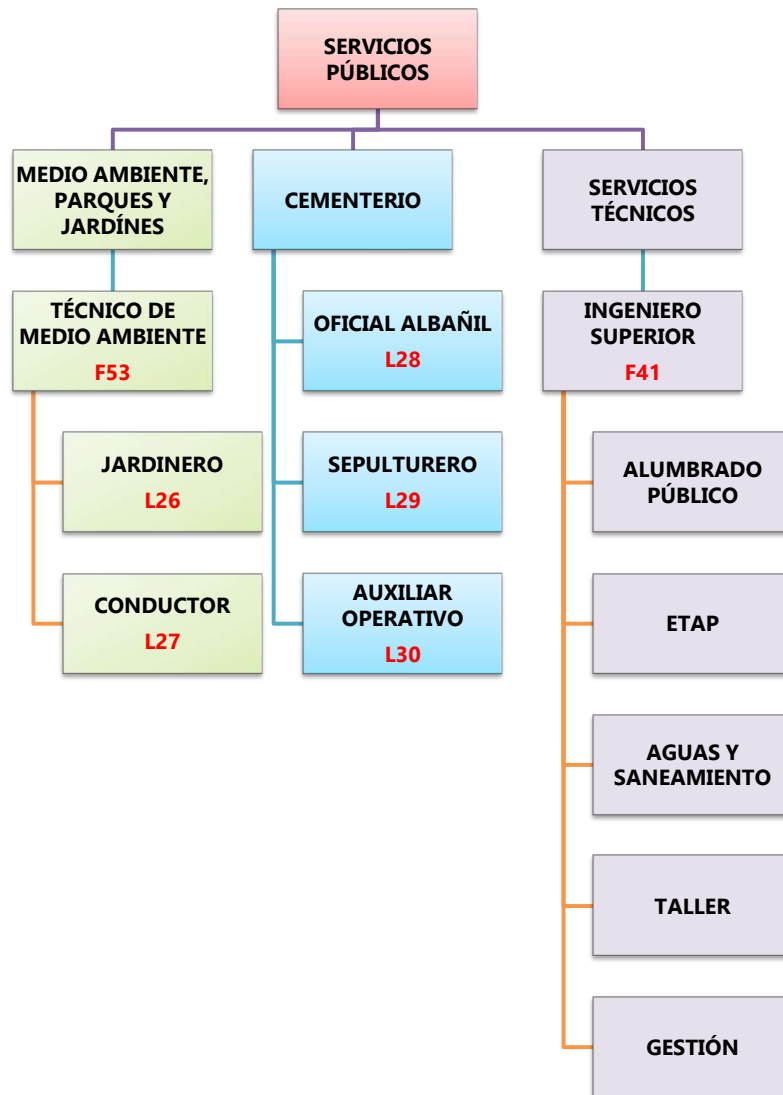 SERVICIOS
PÚBLICOS
MEDIO AMBIENTE,
PARQUES Y
JARDÍNES
TÉCNICO DE
MEDIO AMBIENTE
F53
JARDINERO
L26
CONDUCTOR
L27
CEMENTERIO
OFICIAL ALBAÑIL
L28
SEPULTURERO
L29
AUXILIAR
OPERATIVO
L30
SERVICIOS
TÉCNICOS
INGENIERO
SUPERIOR
F41
ALUMBRADO
PÚBLICO
ETAP
AGUAS Y
SANEAMIENTO
TALLER
GESTIÓN